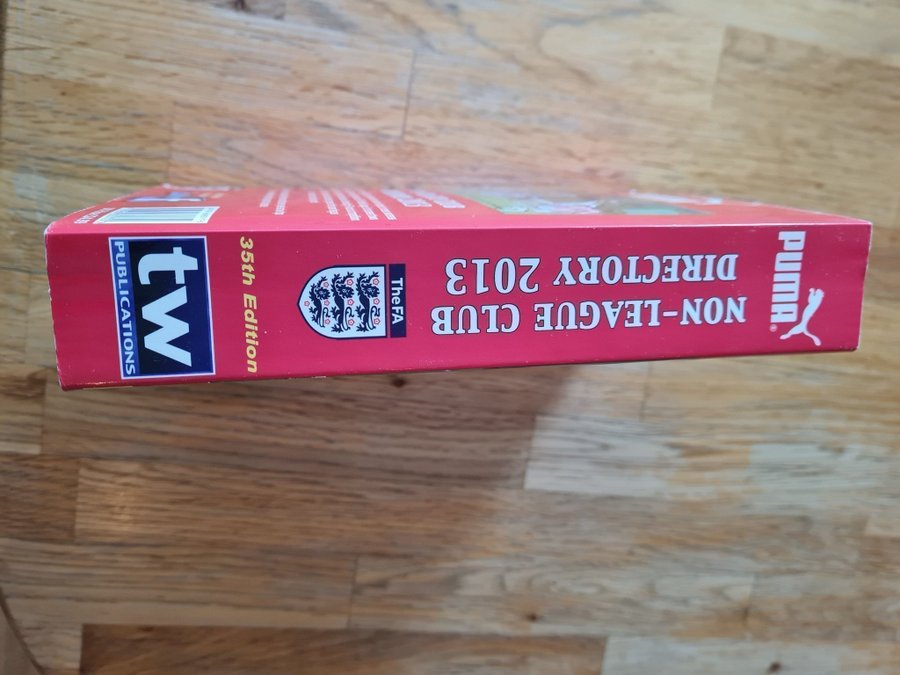 PUMA®
NON-LEAGUE CLUB
DIRECTORY 2013
The FA
35th Edition
tw
PUBLICATIONS